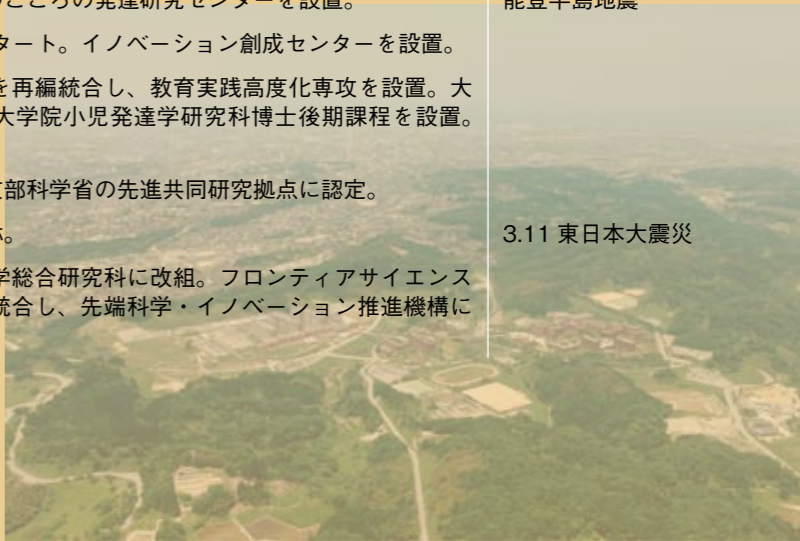 こころの発達研究センターを設置。
能登半島地震
タート。イノベーション創成センターを設置。
を再編統合し、教育実践高度化専攻を設置。大
大学院小児発達学研究科博士後期課程を設置。
部科学省の先進共同研究拠点に認定。
。
3.11 東日本大震災
学総合研究科に改組。フロンティアサイエンス
統合し、先端科学・イノベーション推進機構に